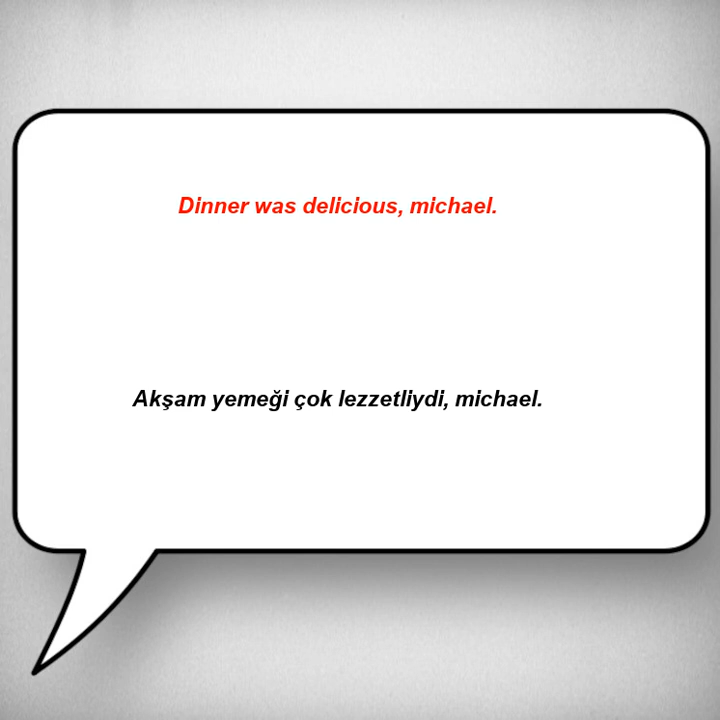 Dinner was delicious, michael.
Akşam yemeği çok lezzetliydi, michael.